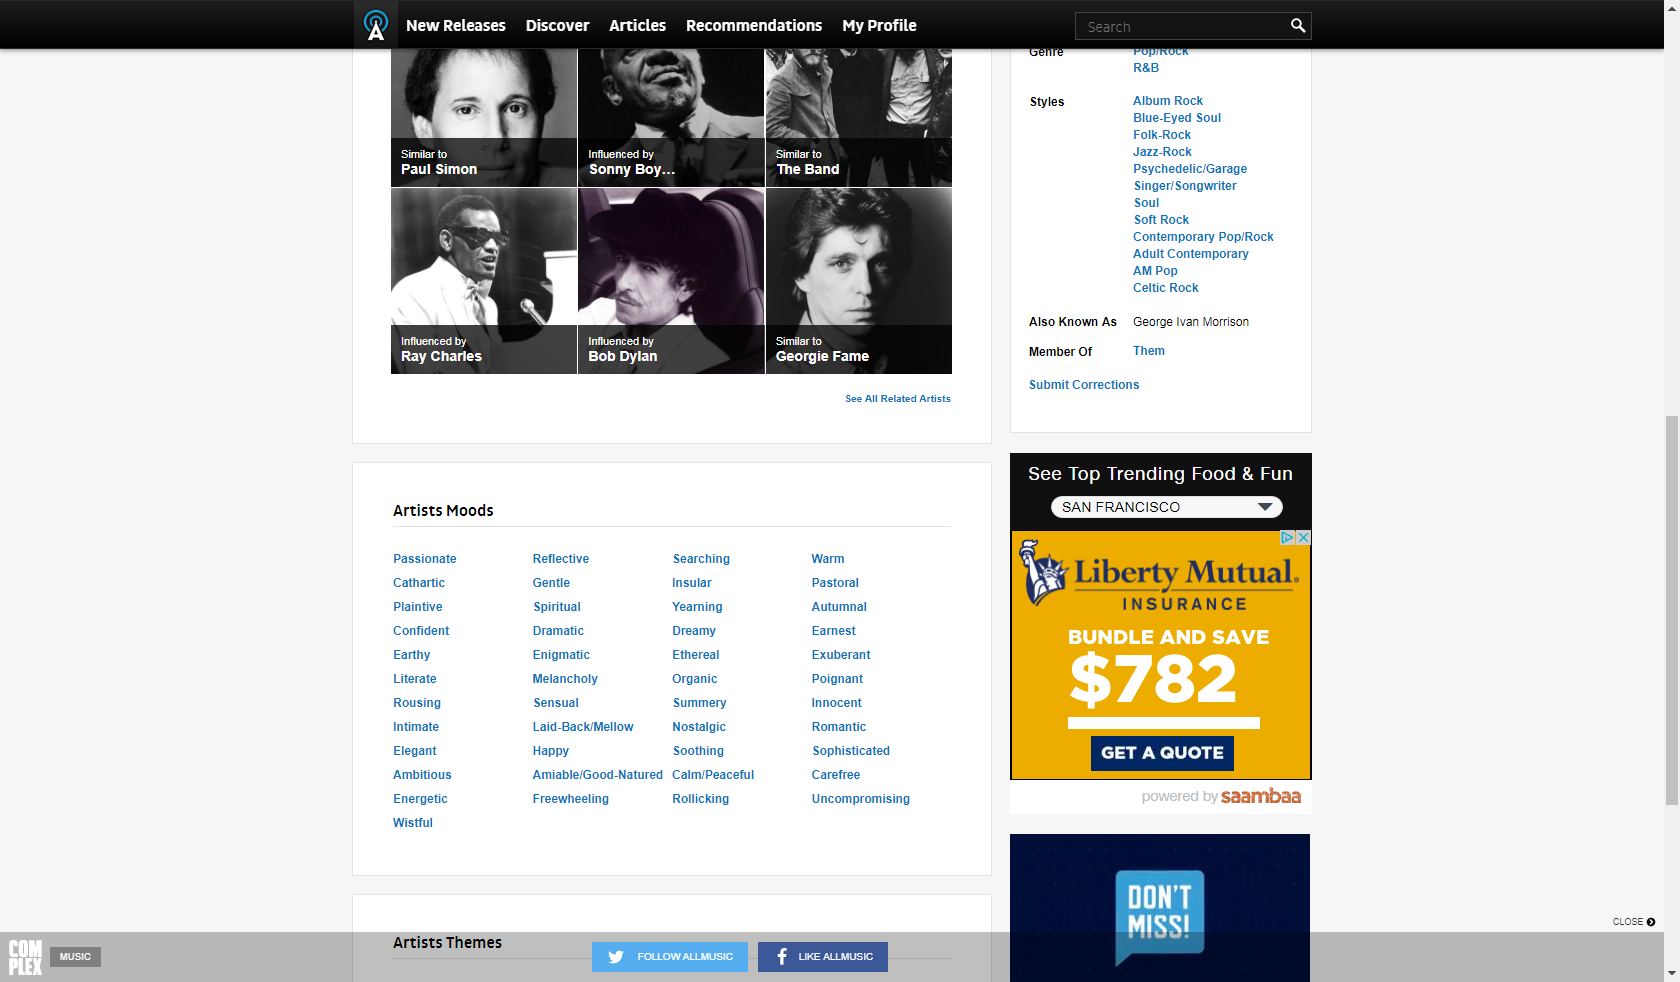 New Releases
Discover
Articles
Recommendations
My Profile
Search
Similar to
Paul Simon
Influenced by
Sonny Boy...
Similar to
The Band
Influenced by
Ray Charles
Influenced by
Bob Dylan
Similar to
Georgie Fame
See All Related Artists
Genre
Pop/Rock
R&B
Styles
Album Rock
Blue-Eyed Soul
Folk-Rock
Jazz-Rock
Psychedelic/Garage
Singer/Songwriter
Soul
Soft Rock
Contemporary Pop/Rock
Adult Contemporary
AM Pop
Celtic Rock
Also Known As
George Ivan Morrison
Member Of
Them
Submit Corrections
Artists Moods
Passionate
Reflective
Searching
Warm
Cathartic
Gentle
Insular
Pastoral
Plaintive
Spiritual
Yearning
Autumnal
Confident
Dramatic
Dreamy
Earnest
Earthy
Enigmatic
Ethereal
Exuberant
Literate
Melancholy
Organic
Poignant
Rousing
Sensual
Summery
Innocent
Intimate
Laid-Back/Mellow
Nostalgic
Romantic
Elegant
Happy
Soothing
Sophisticated
Ambitious
Amiable/Good-Natured
Calm/Peaceful
Carefree
Energetic
Freewheeling
Rollicking
Uncompromising
Wistful
See Top Trending Food & Fun
SAN FRANCISCO
Liberty Mutual.
INSURANCE
BUNDLE AND SAVE
$782
GET A QUOTE
powered by saambaa
DON'T
MISS!
CLOSE
Artists Themes
COM
PLEX
MUSIC
FOLLOW ALLMUSIC
LIKE ALLMUSIC